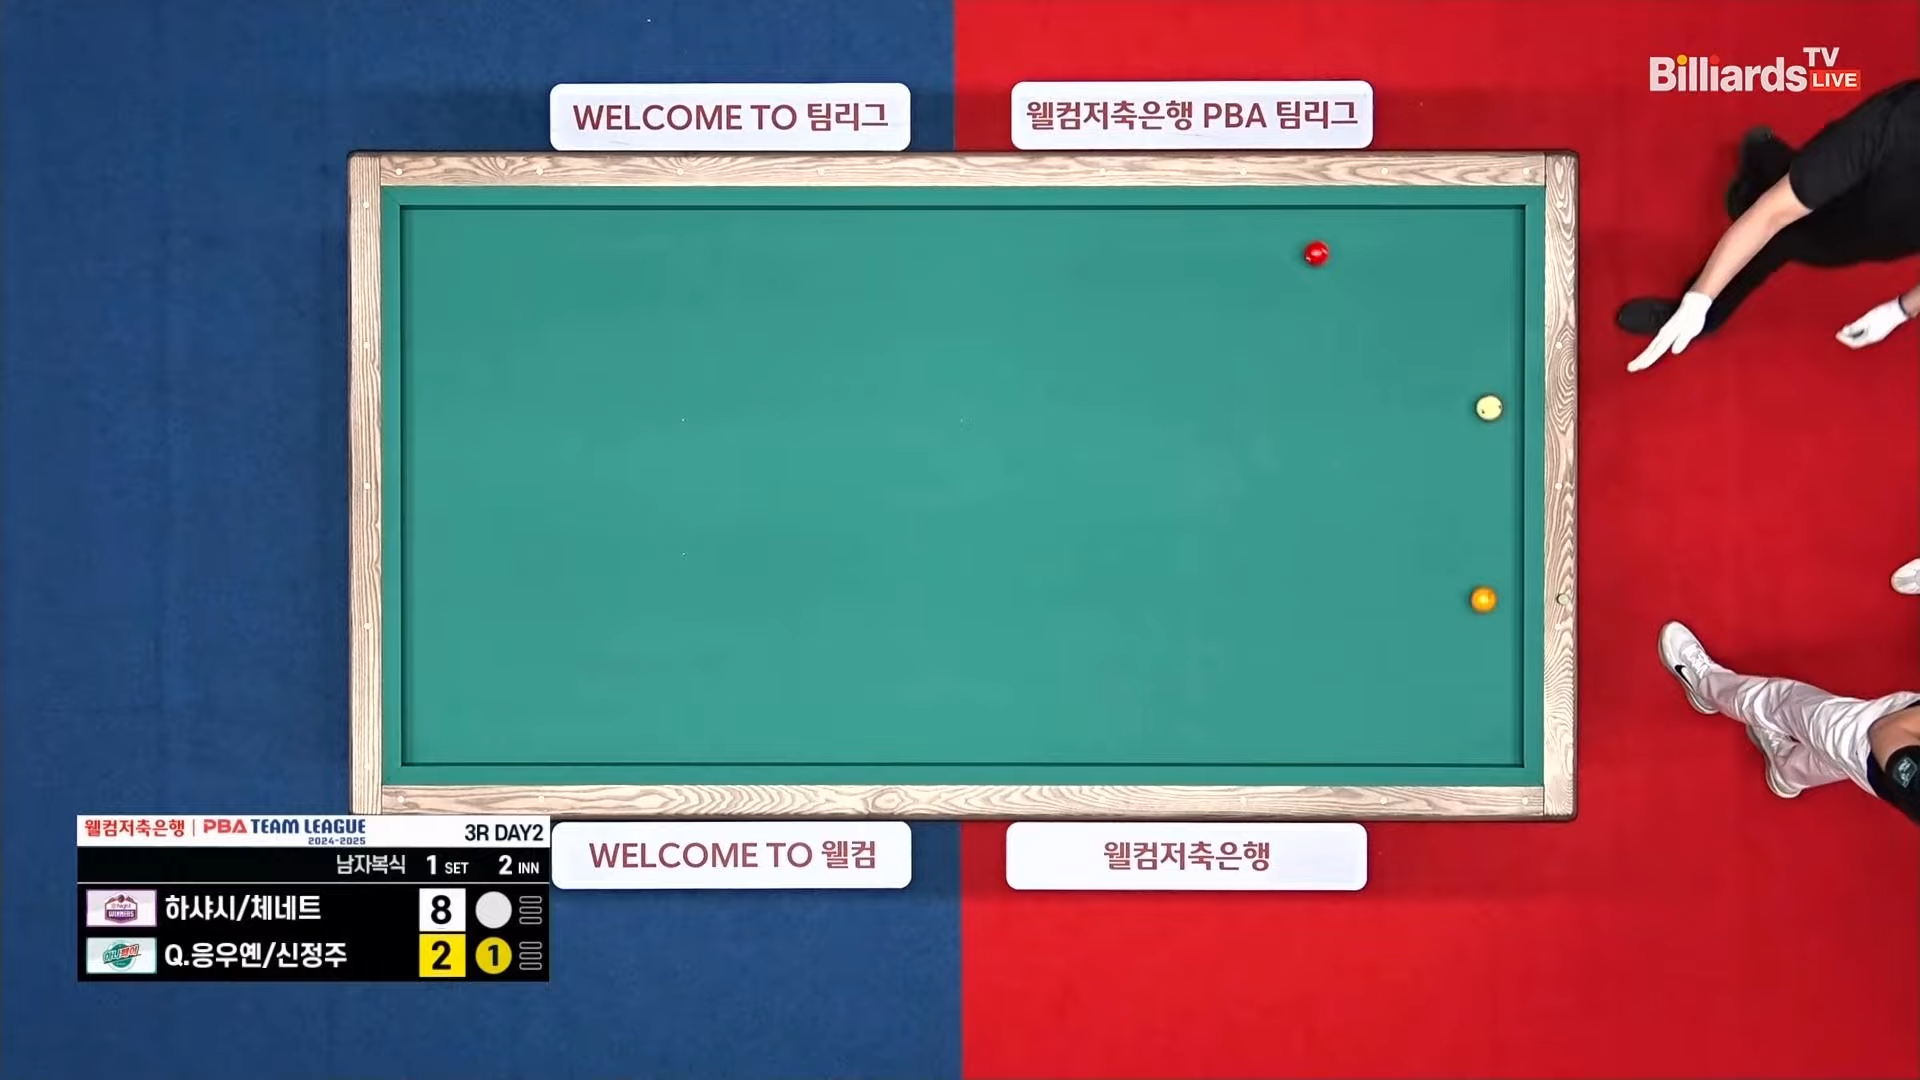 Billiards TV
LIVE
WELCOME TO 팀리그
웰컴저축은행 PBA 팀리그
웰컴저축은행 | PBA TEAM LEAGUE
2024-2025
3R DAY2
남자복식 1 SET 2 INN
하샤시/체네트 8
Q.응우옌/신정주 2 1
WELCOME TO 웰컴
웰컴저축은행